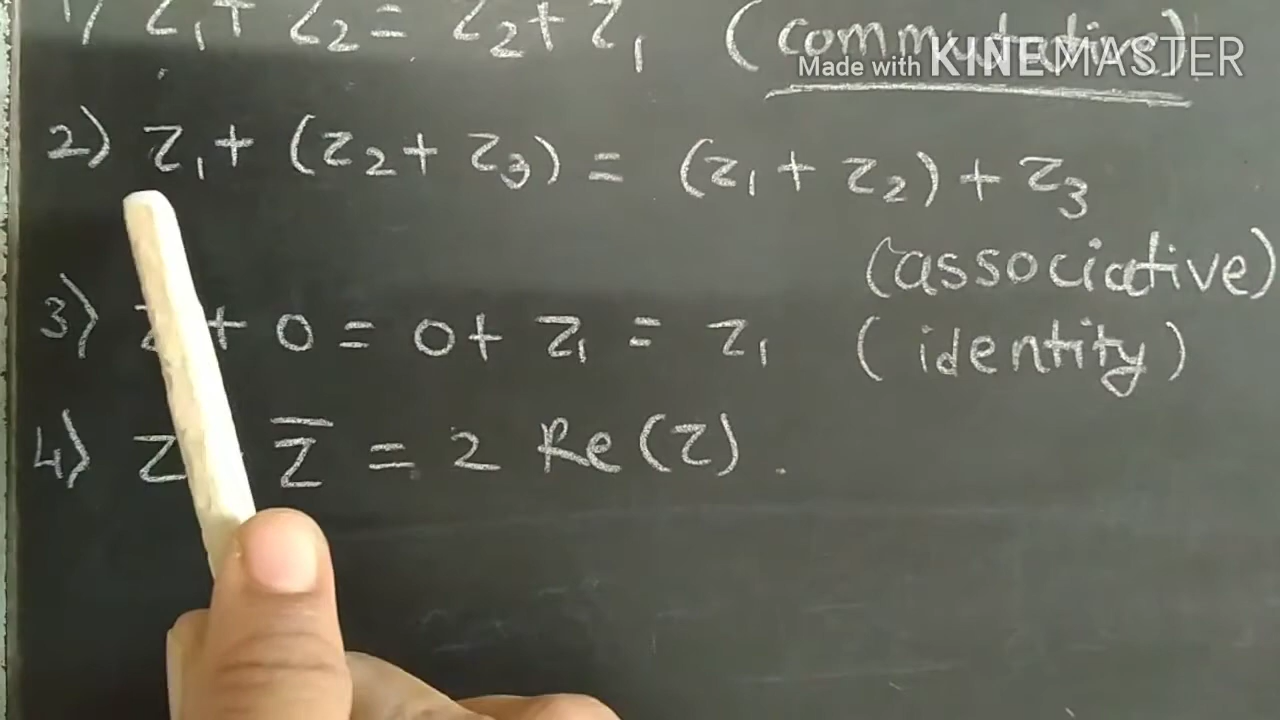 1) z₁ + z₂ = z₂ + z₁ (commutative)
Made with KINEMASTER
2) z₁ + (z₂ + z₃) = (z₁ + z₂) + z₃
(associative)
3) z + 0 = 0 + z₁ = z₁ (identity)
4) z z̅ = 2 Re(z).